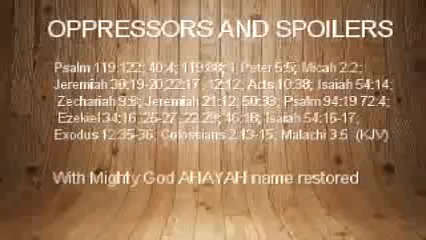 OPPRESSORS AND SPOILERS
Psalm 119:122; 40:4; 119:88; 1 Peter 5:5; Micah 2:2;
Jeremiah 30:19-20;22:17; 12:12; Acts 10:38; Isaiah 54:14;
Zechariah 9:8; Jeremiah 21:12; 50:33; Psalm 94:19 72:4;
Ezekiel 34:16 ;25-27; 22:29; 46:18; Isaiah 54:16-17;
Exodus 12:35-36; Colossians 2:13-15; Malachi 3:5 (KJV)
With Mighty God AHAYAH name restored